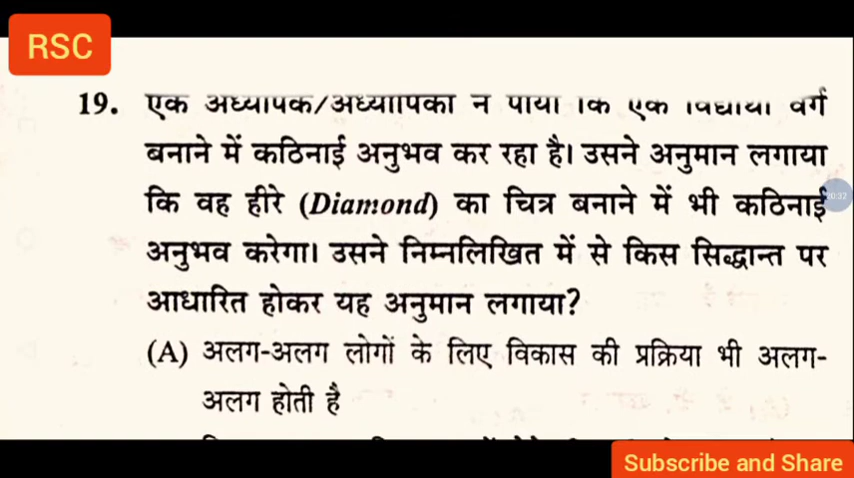 RSC
19. एक अध्यापक/अध्यापिका ने पाया कि एक विद्यार्थी वर्ग
बनाने में कठिनाई अनुभव कर रहा है। उसने अनुमान लगाया
कि वह हीरे (Diamond) का चित्र बनाने में भी कठिनाई
00:32
अनुभव करेगा। उसने निम्नलिखित में से किस सिद्धान्त पर
आधारित होकर यह अनुमान लगाया?
(A) अलग-अलग लोगों के लिए विकास की प्रक्रिया भी अलग-
अलग होती है
Subscribe and Share